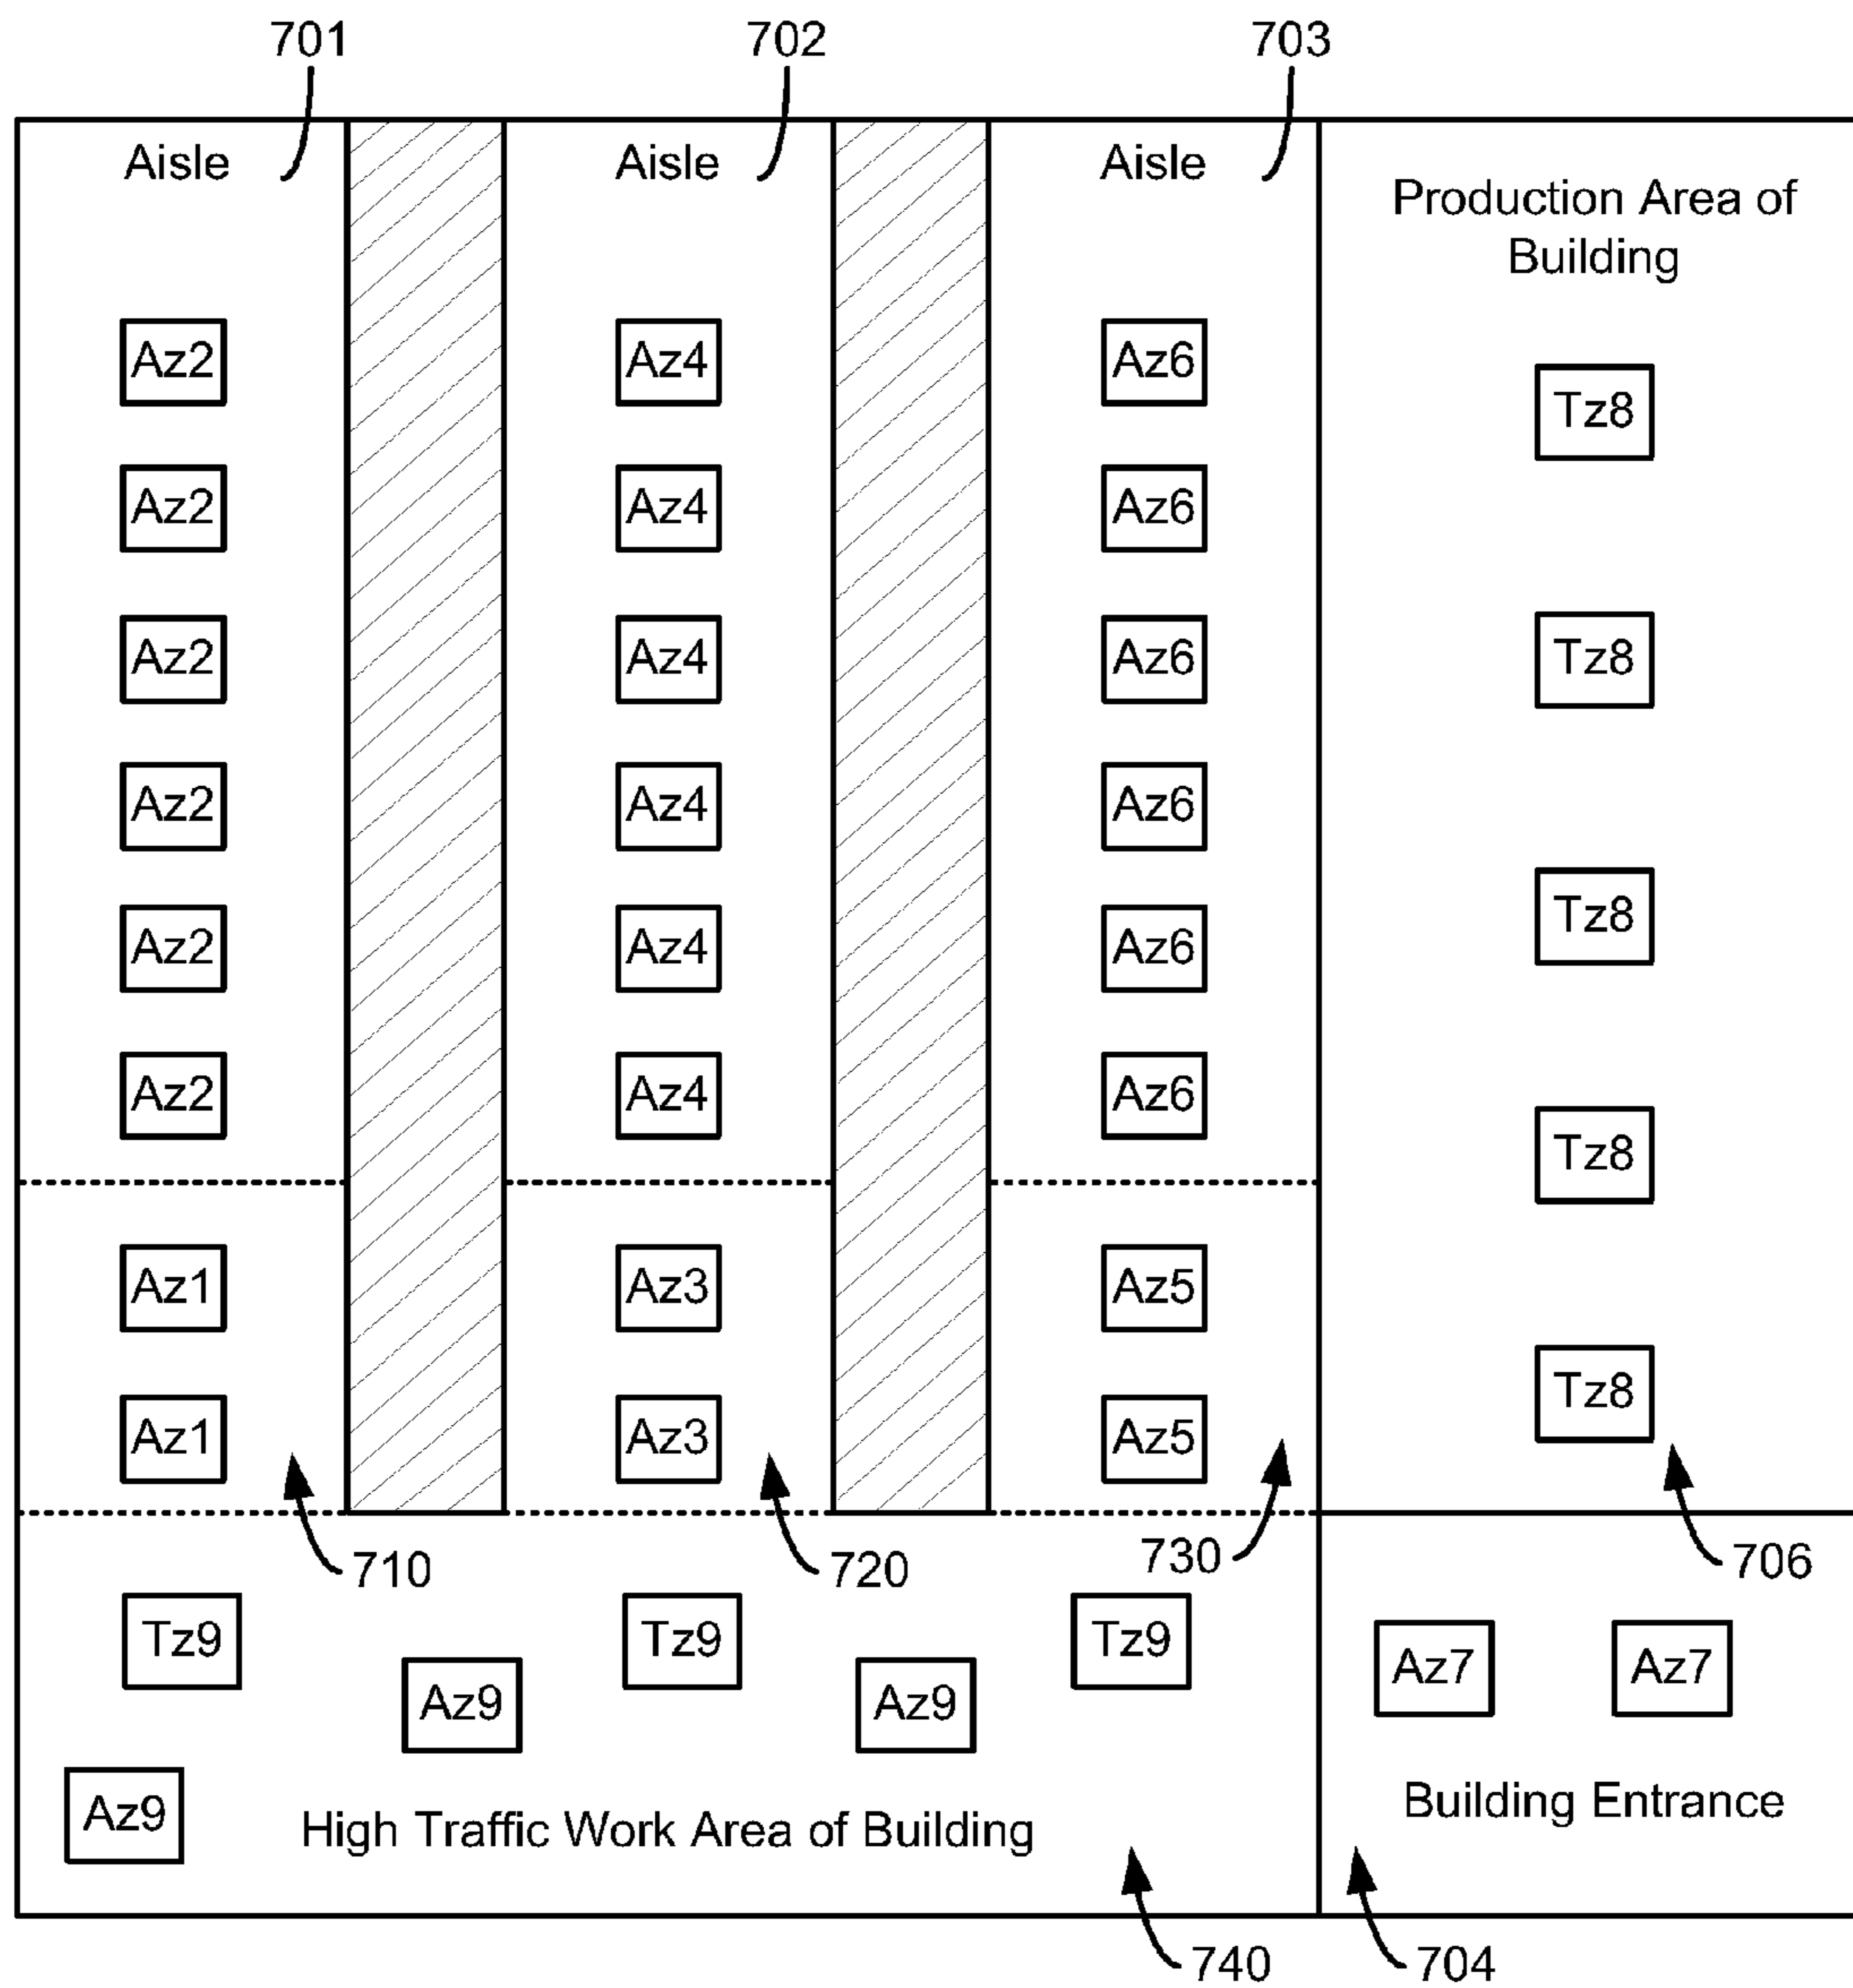 701 702 703
Aisle Aisle Aisle
Production Area of
Building
Az2 Az4 Az6
Tz8
Az2 Az4 Az6
Az2 Az4 Az6 Tz8
Az2 Az4 Az6
Az2 Az4 Az6 Tz8
Az2 Az4 Az6
Tz8
Az1 Az3 Az5
Tz8
Az1 Az3 Az5
710 720 730 706
Tz9 Tz9 Tz9
Az7 Az7
Az9 Az9
Building Entrance
Az9 High Traffic Work Area of Building
740 704